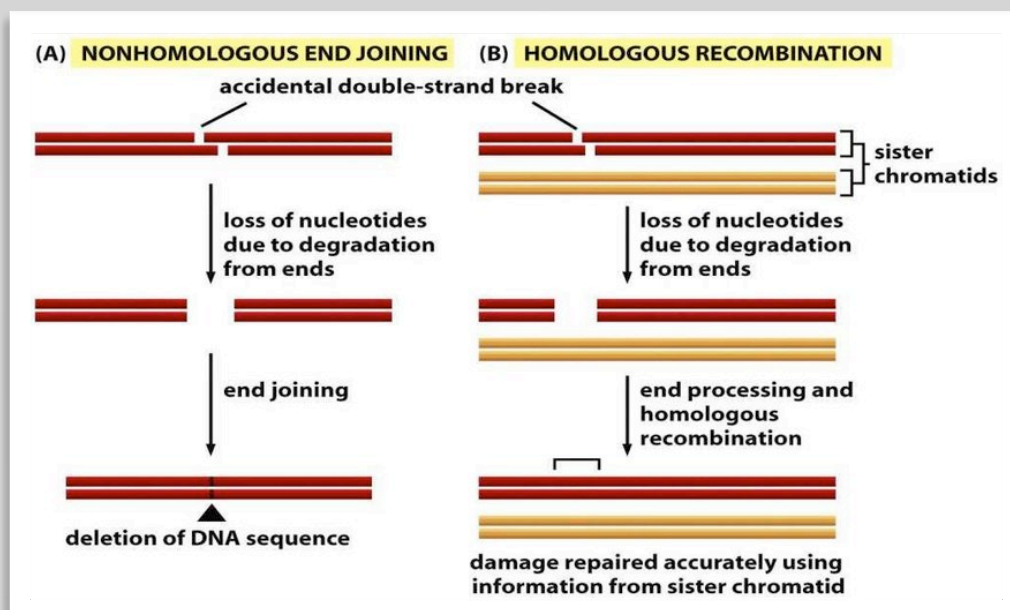 (A) NONHOMOLOGOUS END JOINING
(B) HOMOLOGOUS RECOMBINATION
accidental double-strand break
sister
chromatids
loss of nucleotides
due to degradation
from ends
loss of nucleotides
due to degradation
from ends
end joining
end processing and
homologous
recombination
deletion of DNA sequence
damage repaired accurately using
information from sister chromatid